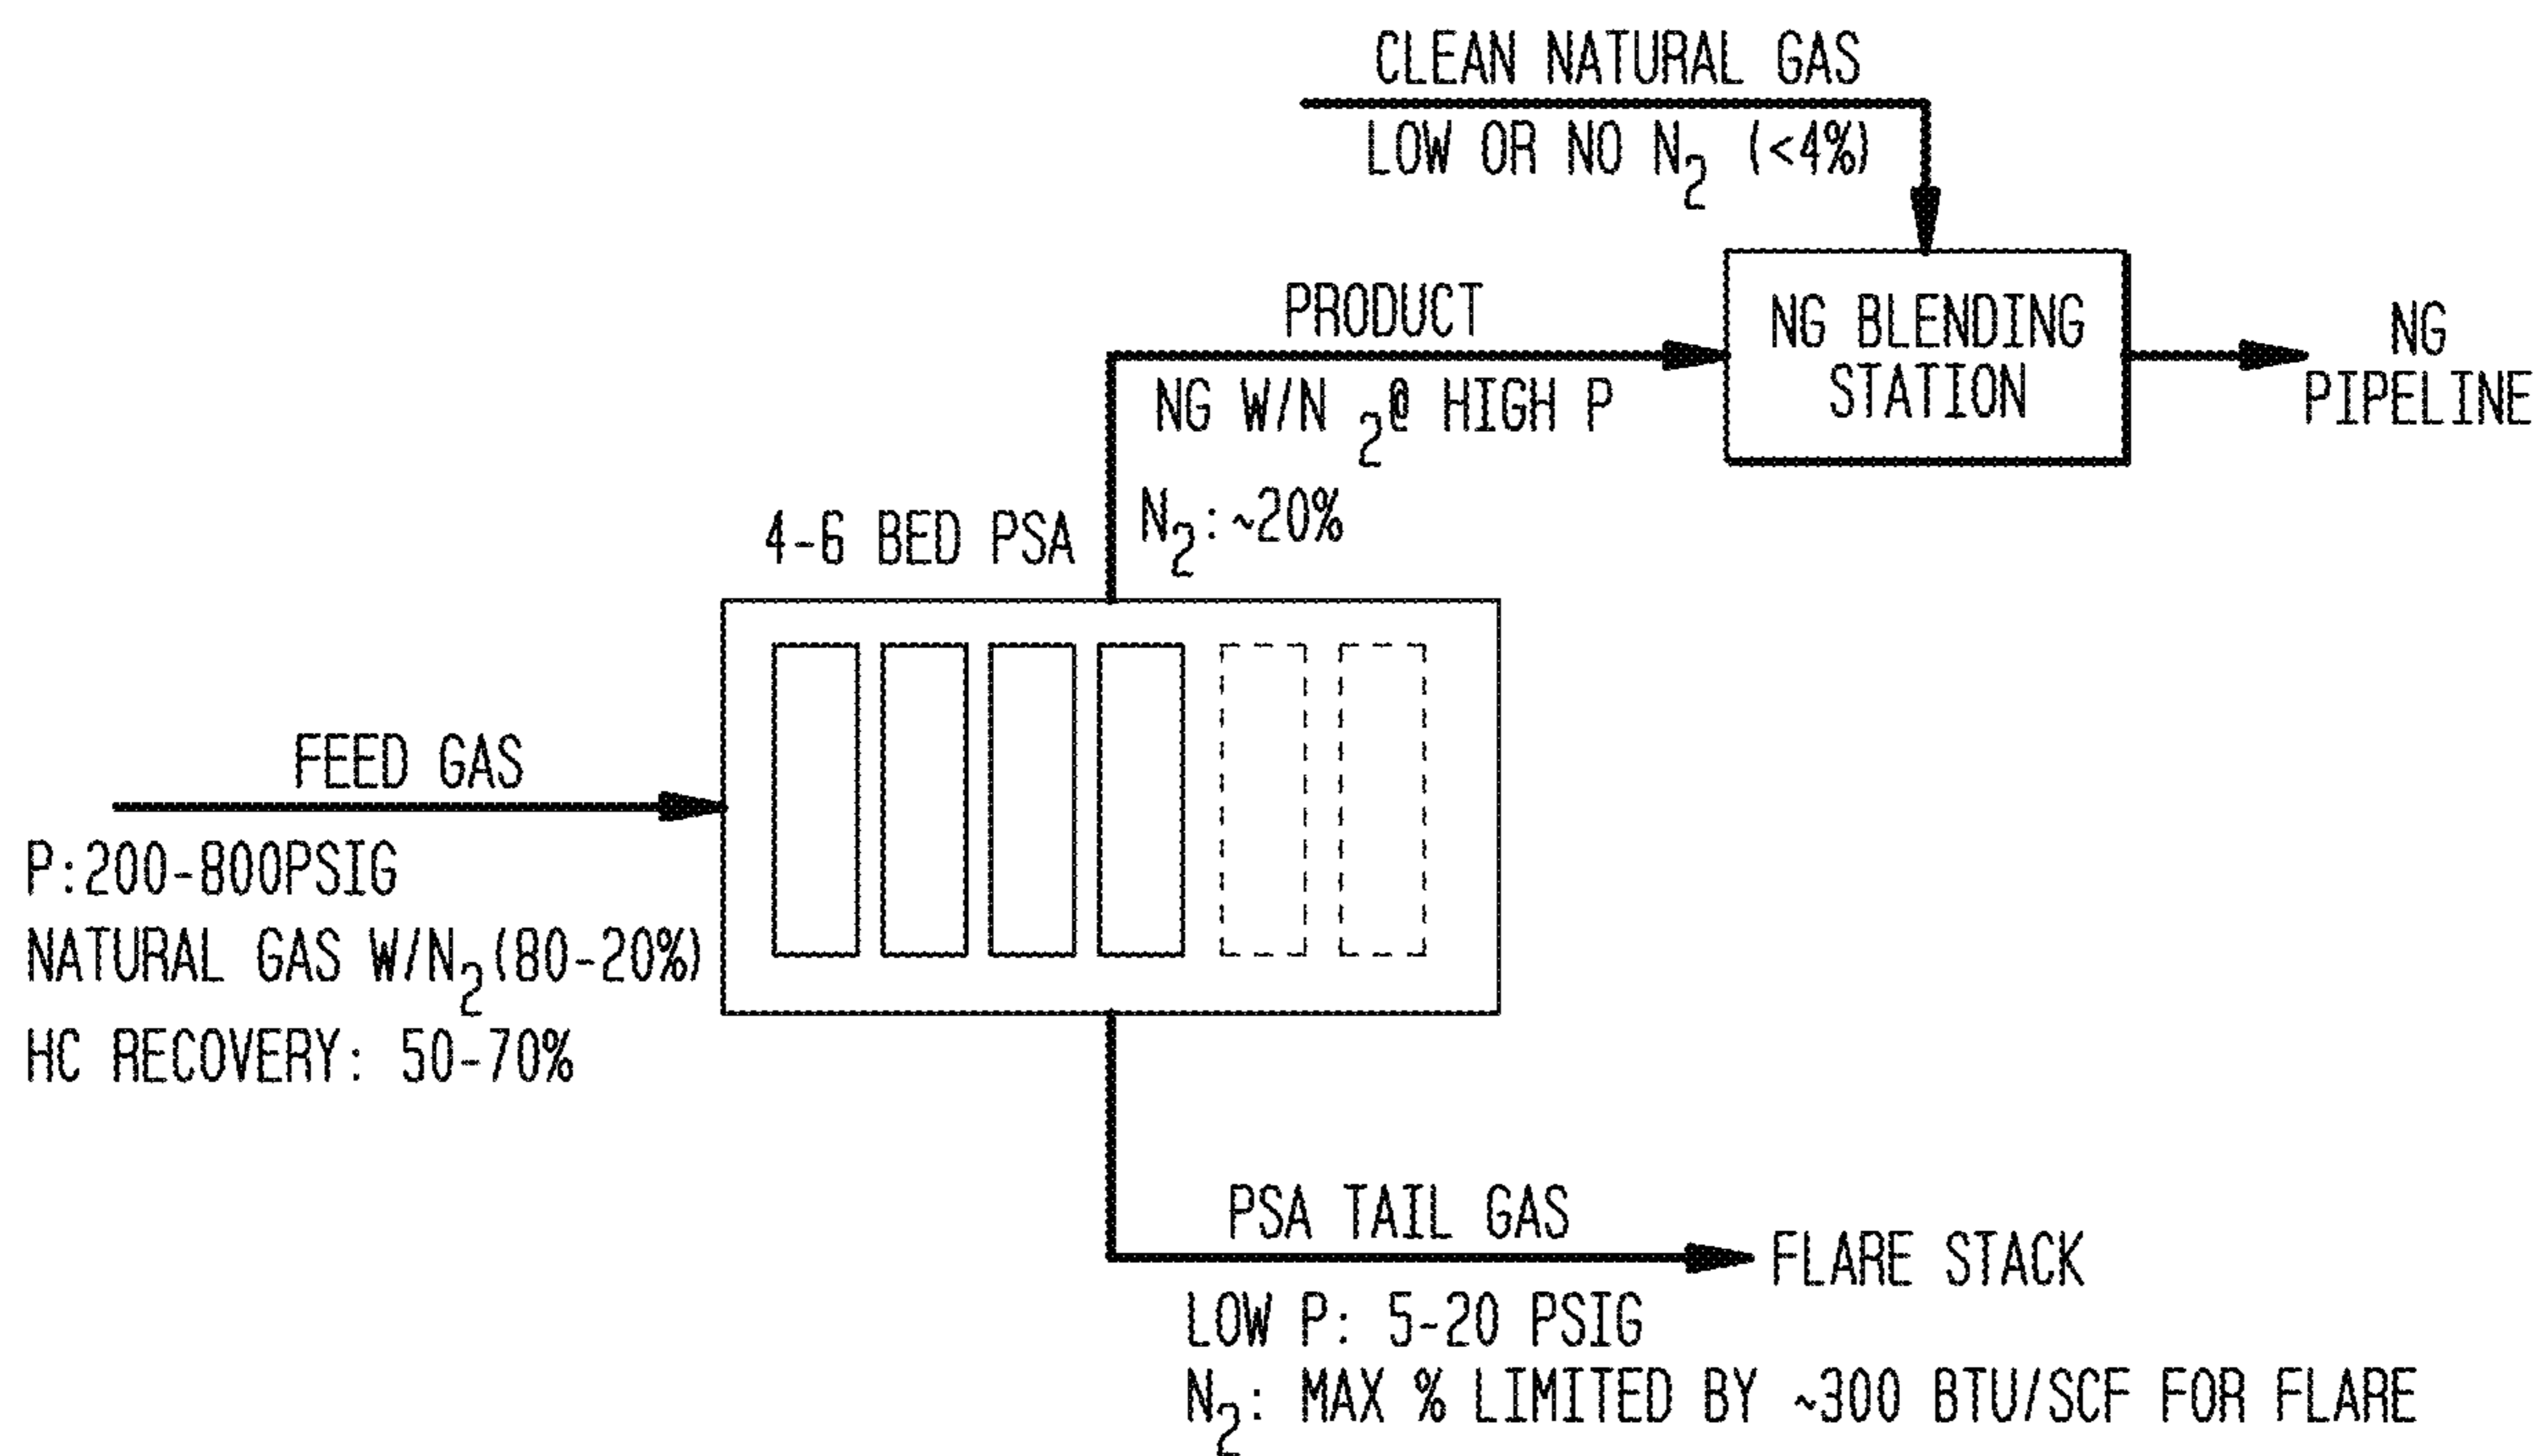 CLEAN NATURAL GAS
LOW OR NO N2 (<4%)
PRODUCT
NG W/N 2@ HIGH P
N2:~20%
NG BLENDING
STATION
NG
PIPELINE
4-6 BED PSA
FEED GAS
P:200-800PSIG
NATURAL GAS W/N2(80-20%)
HC RECOVERY: 50-70%
PSA TAIL GAS
FLARE STACK
LOW P: 5-20 PSIG
N2: MAX % LIMITED BY ~300 BTU/SCF FOR FLARE